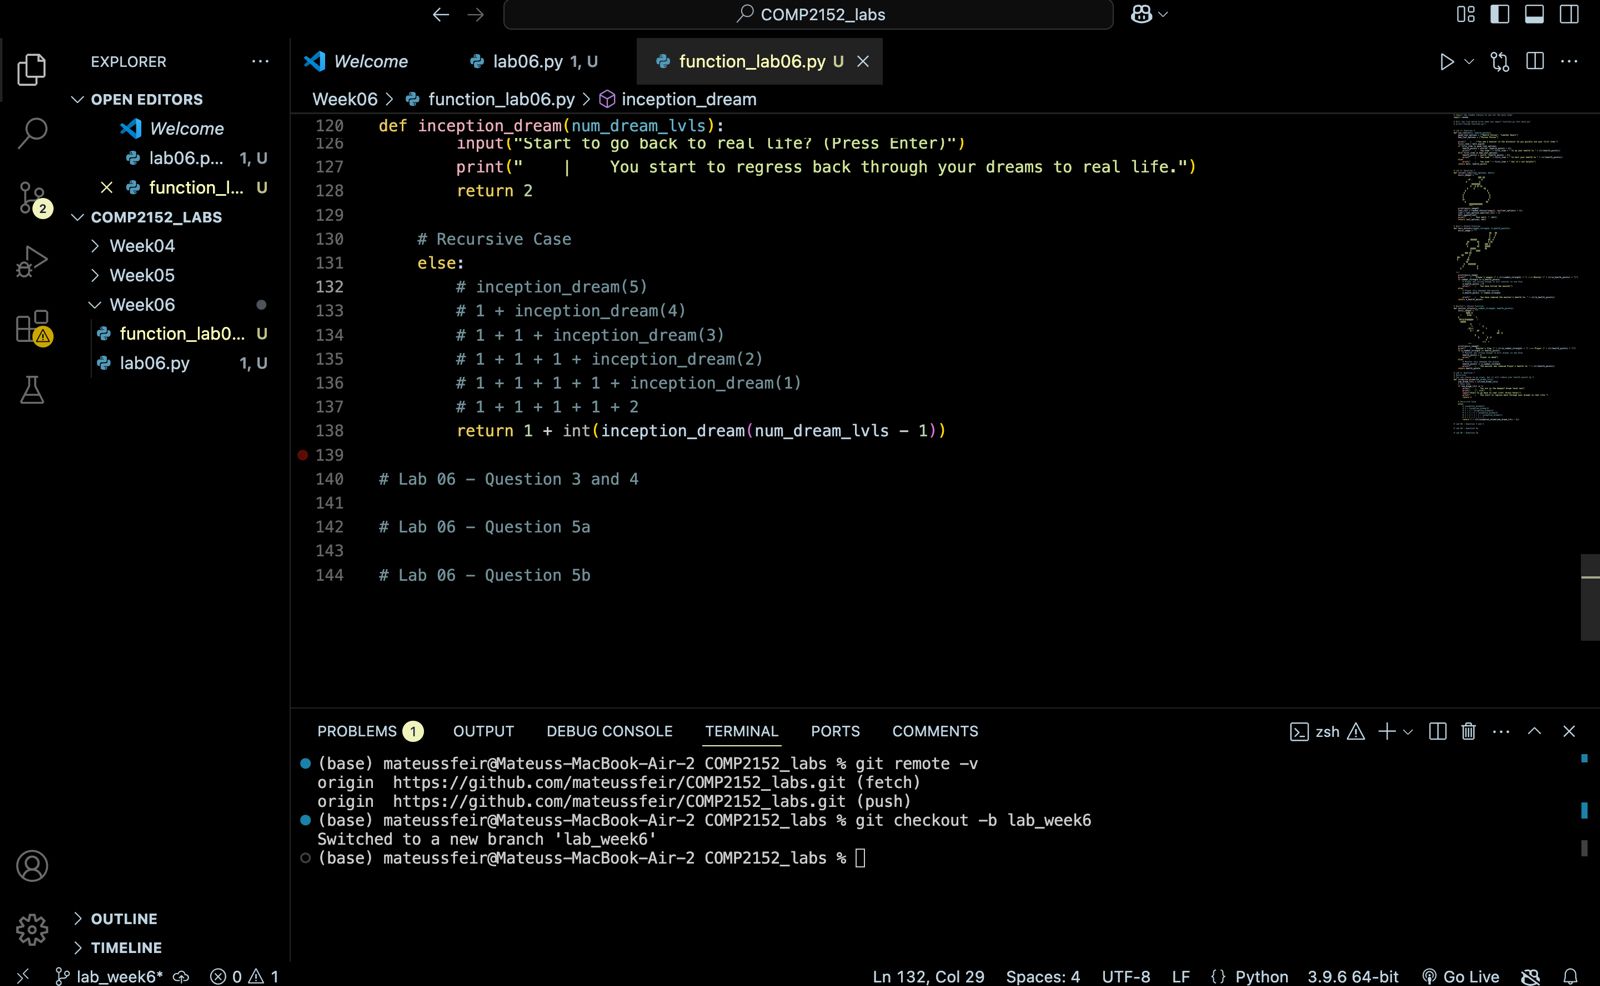 COMP2152_labs
EXPLORER
OPEN EDITORS
Welcome
lab06.p... 1, U
function_l... U
COMP2152_LABS
Week04
Week05
Week06
function_lab0... U
lab06.py 1, U
OUTLINE
TIMELINE
2
Welcome
lab06.py 1, U
function_lab06.py U
Week06 > function_lab06.py > inception_dream
120 def inception_dream(num_dream_lvls):
126 input("Start to go back to real life? (Press Enter)")
127 print("    |    You start to regress back through your dreams to real life.")
128 return 2
129
130 # Recursive Case
131 else:
132 # inception_dream(5)
133 # 1 + inception_dream(4)
134 # 1 + 1 + inception_dream(3)
135 # 1 + 1 + 1 + inception_dream(2)
136 # 1 + 1 + 1 + 1 + inception_dream(1)
137 # 1 + 1 + 1 + 1 + 2
138 return 1 + int(inception_dream(num_dream_lvls - 1))
139
140 # Lab 06 - Question 3 and 4
141
142 # Lab 06 - Question 5a
143
144 # Lab 06 - Question 5b
PROBLEMS 1 OUTPUT DEBUG CONSOLE TERMINAL PORTS COMMENTS
zsh
(base) mateussfeir@Mateuss-MacBook-Air-2 COMP2152_labs % git remote -v
origin  https://github.com/mateussfeir/COMP2152_labs.git (fetch)
origin  https://github.com/mateussfeir/COMP2152_labs.git (push)
(base) mateussfeir@Mateuss-MacBook-Air-2 COMP2152_labs % git checkout -b lab_week6
Switched to a new branch 'lab_week6'
(base) mateussfeir@Mateuss-MacBook-Air-2 COMP2152_labs %
lab_week6* 0 1 Ln 132, Col 29 Spaces: 4 UTF-8 LF {} Python 3.9.6 64-bit Go Live